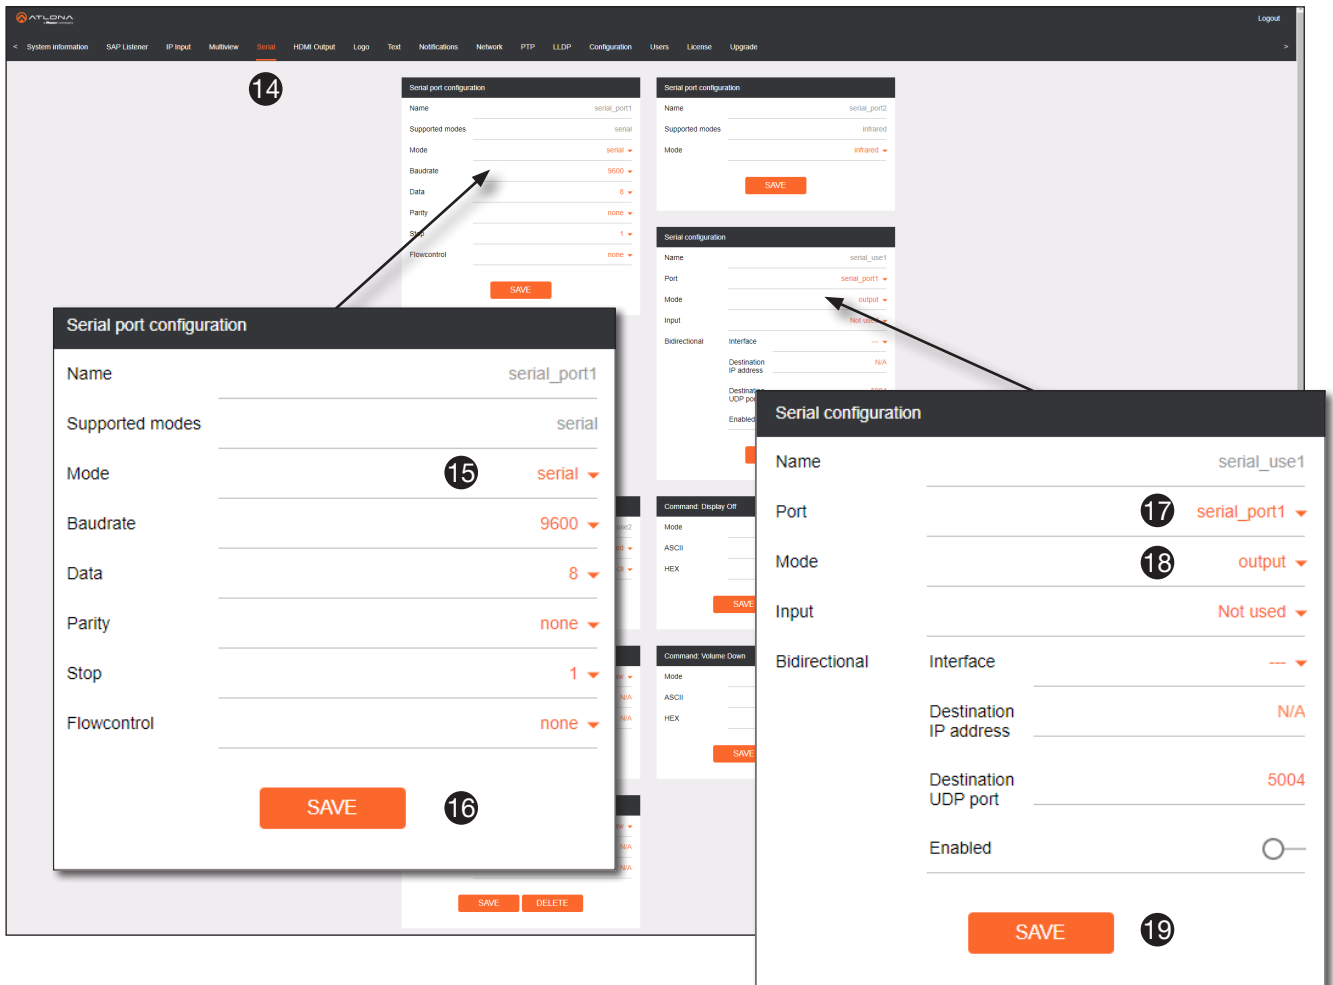 ATLONA
Logout
< System information SAP Listener IP Input Multiview Serial HDMI Output Logo Text Notifications Network PTP LLDP Configuration Users License Upgrade >
14
Serial port configuration
Name serial_port1
Supported modes serial
Mode serial
Baudrate 9600
Data 8
Parity none
Stop 1
Flowcontrol none
SAVE
Serial port configuration
Name serial_port2
Supported modes infrared
Mode infrared
SAVE
Serial configuration
Name serial_use1
Port serial_port1
Mode output
Input Not used
Bidirectional Interface ---
Destination
IP address N/A
Destination
UDP
Enabled
Serial port configuration
Name serial_port1
Supported modes serial
Mode 15 serial
Baudrate 9600
Data 8
Parity none
Stop 1
Flowcontrol none
SAVE 16
Command: Display Off
Mode
ASCII
HEX
SAVE
Command: Volume Down
Mode
ASCII
HEX
SAVE
N/A
N/A
N/A
N/A
SAVE DELETE
Serial configuration
Name serial_use1
Port 17 serial_port1
Mode 18 output
Input Not used
Bidirectional Interface ---
Destination
IP address N/A
Destination
UDP port 5004
Enabled
SAVE 19